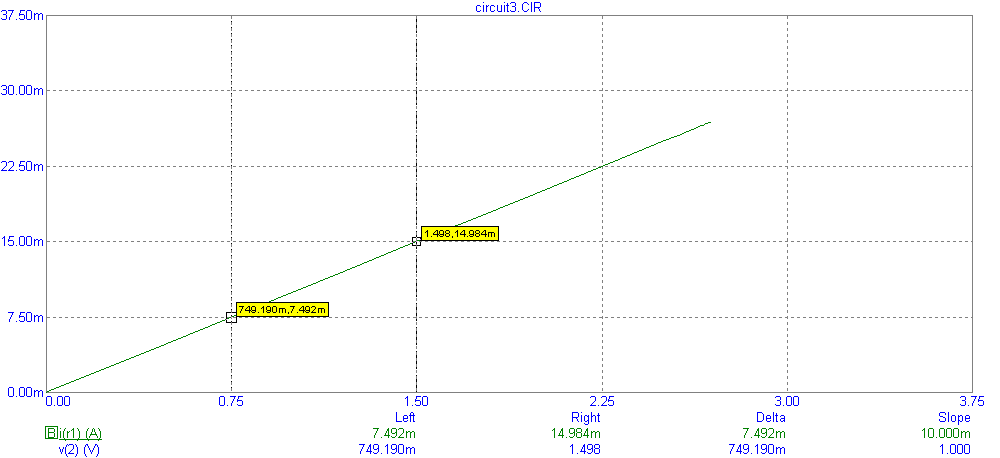 circuit3.CIR
37.50m
30.00m
22.50m
1.498,14.984m
15.00m
749.190m,7.492m
7.50m
0.00m
0.00 0.75 1.50 2.25 3.00 3.75
Left Right Delta Slope
B i(r1) (A) 7.492m 14.984m 7.492m 10.000m
v(2) (V) 749.190m 1.498 749.190m 1.000